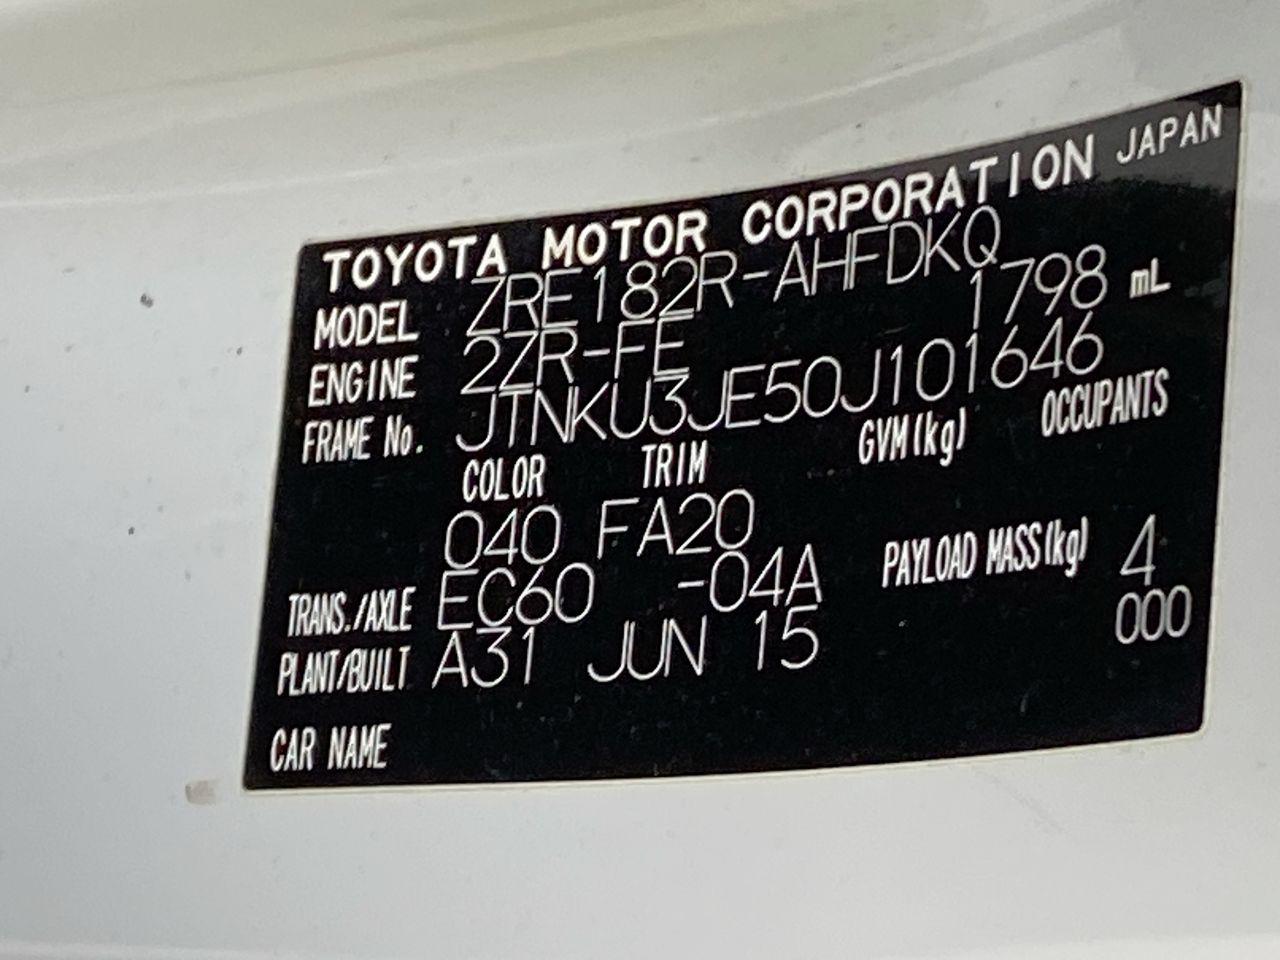 TOYOTA MOTOR CORPORATION JAPAN
MODEL ZRE182R-AHFDKQ
ENGINE 2ZR-FE 1798 mL
FRAME No. JTNKU3JE50J101646
COLOR TRIM GVM(kg) OCCUPANTS
040 FA20
TRANS./AXLE EC60 -04A PAYLOAD MASS(kg) 4
PLANT/BUILT A31 JUN 15 000
CAR NAME